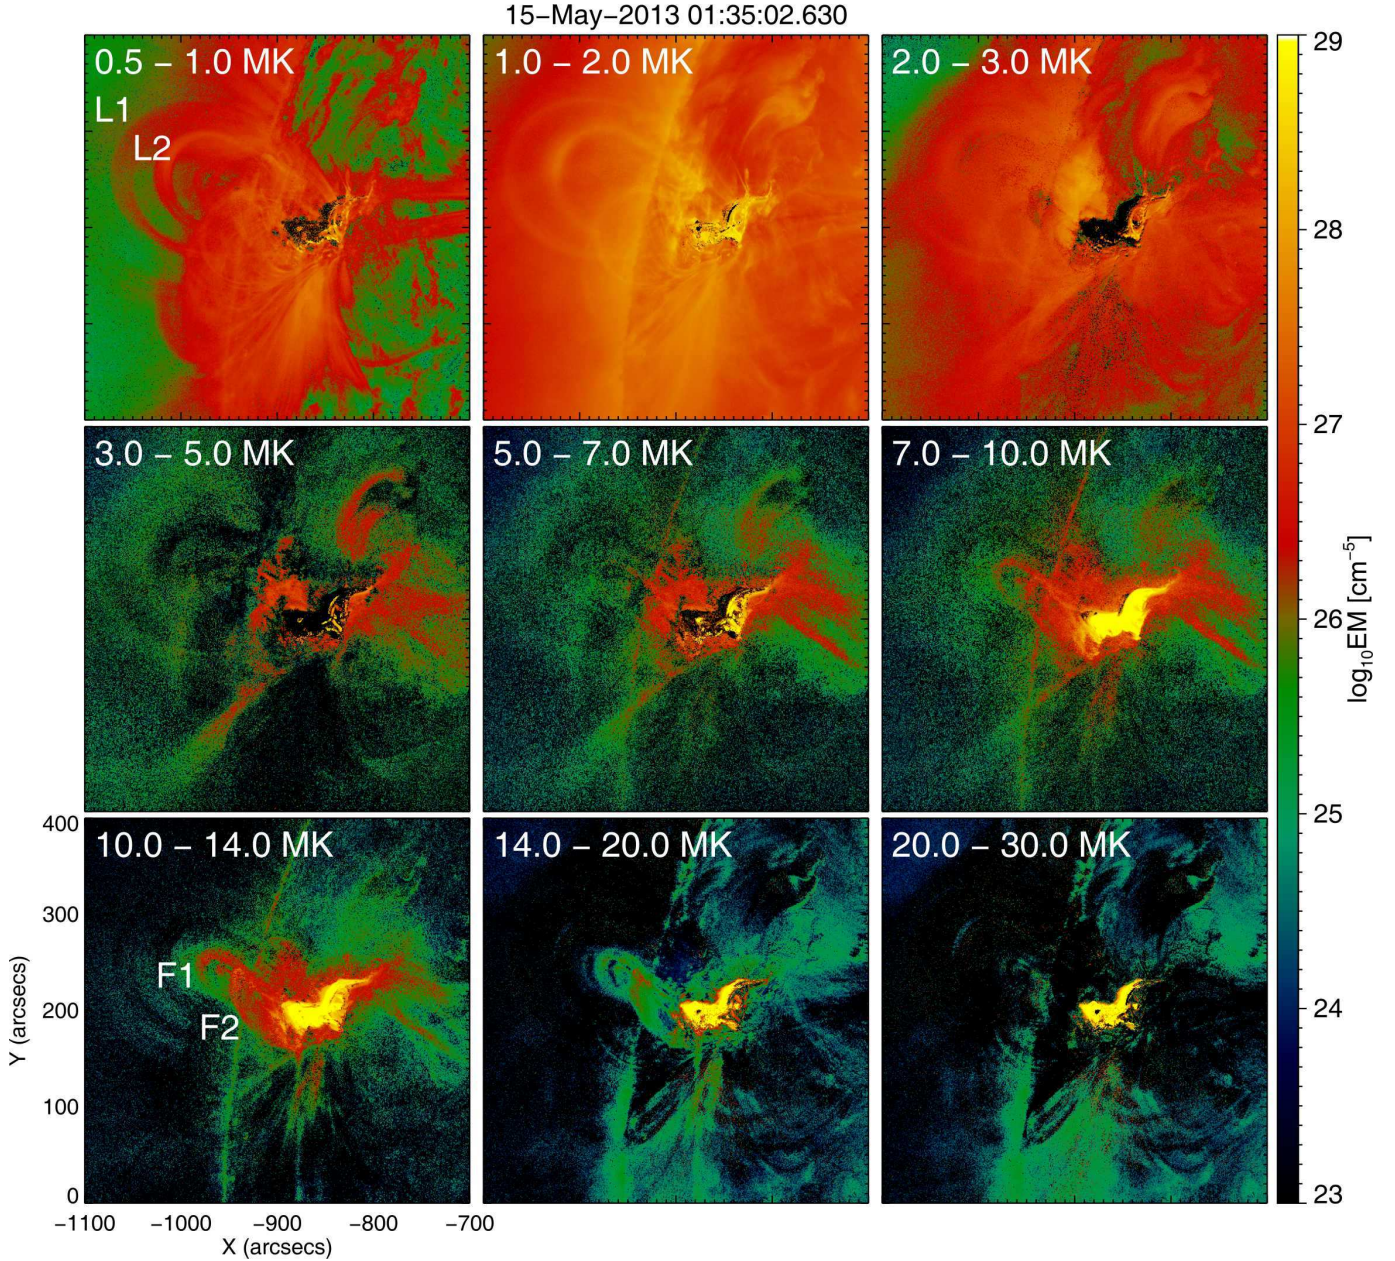 15-May-2013 01:35:02.630
0.5 - 1.0 MK
1.0 - 2.0 MK
2.0 - 3.0 MK
L1
L2
3.0 - 5.0 MK
5.0 - 7.0 MK
7.0 - 10.0 MK
10.0 - 14.0 MK
14.0 - 20.0 MK
20.0 - 30.0 MK
F1
F2
400
300
200
100
0
Y (arcsecs)
-1100 -1000 -900 -800 -700
X (arcsecs)
29
28
27
26
25
24
23
log₁₀EM [cm⁻⁵]